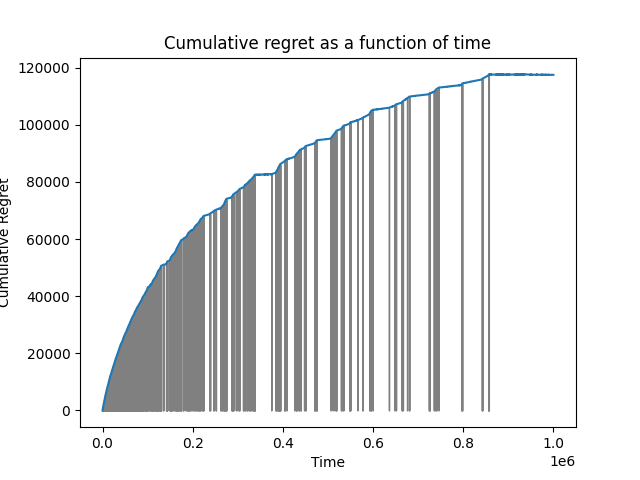 Cumulative regret as a function of time
120000
100000
80000
60000
40000
20000
0
Cumulative Regret
0.0 0.2 0.4 0.6 0.8 1.0
1e6
Time